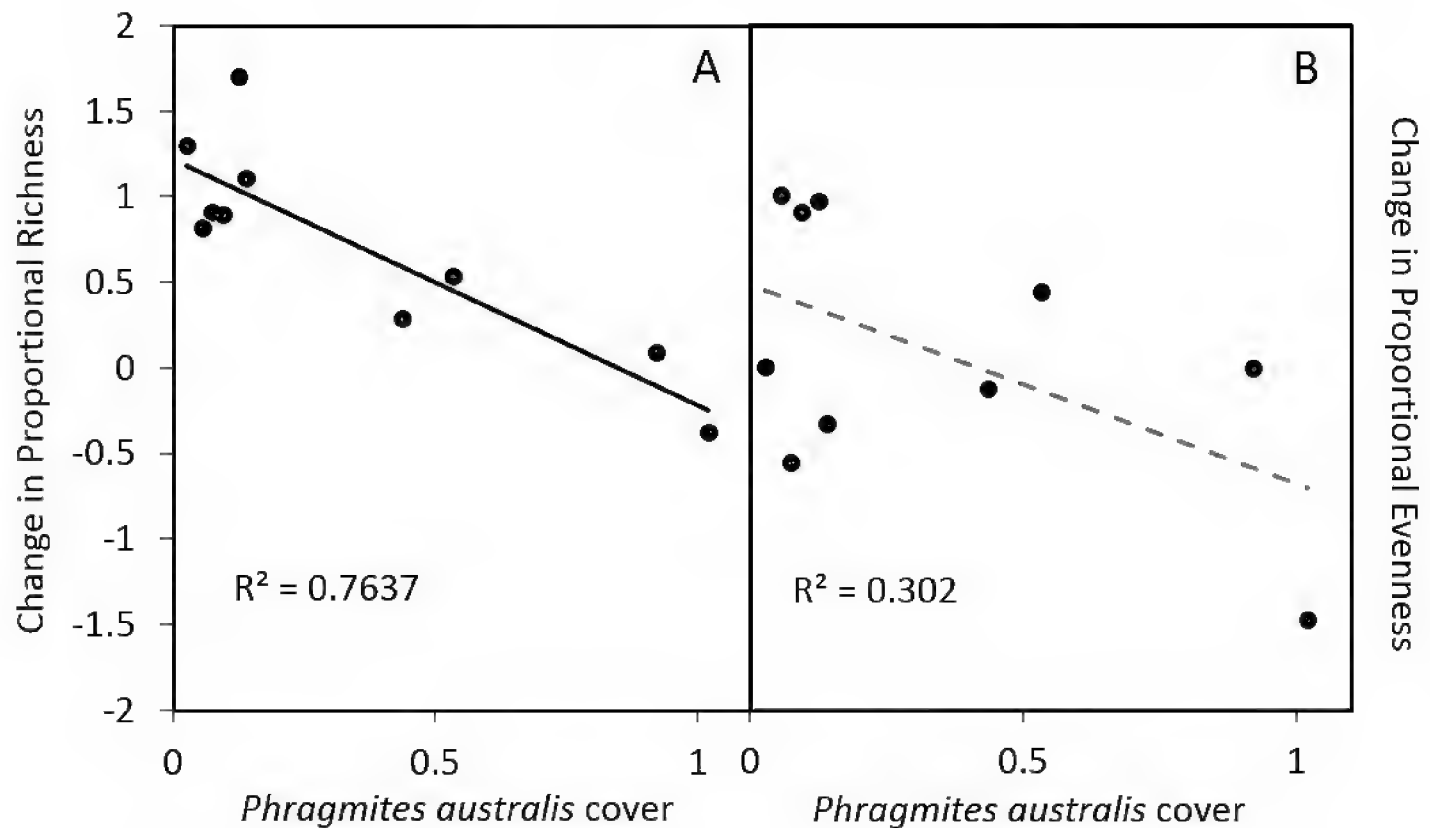 Change in Proportional Richness
2
1.5
1
0.5
0
-0.5
-1
-1.5
-2
A
R² = 0.7637
0
0.5
1
Phragmites australis cover
B
R² = 0.302
0
0.5
1
Phragmites australis cover
Change in Proportional Evenness